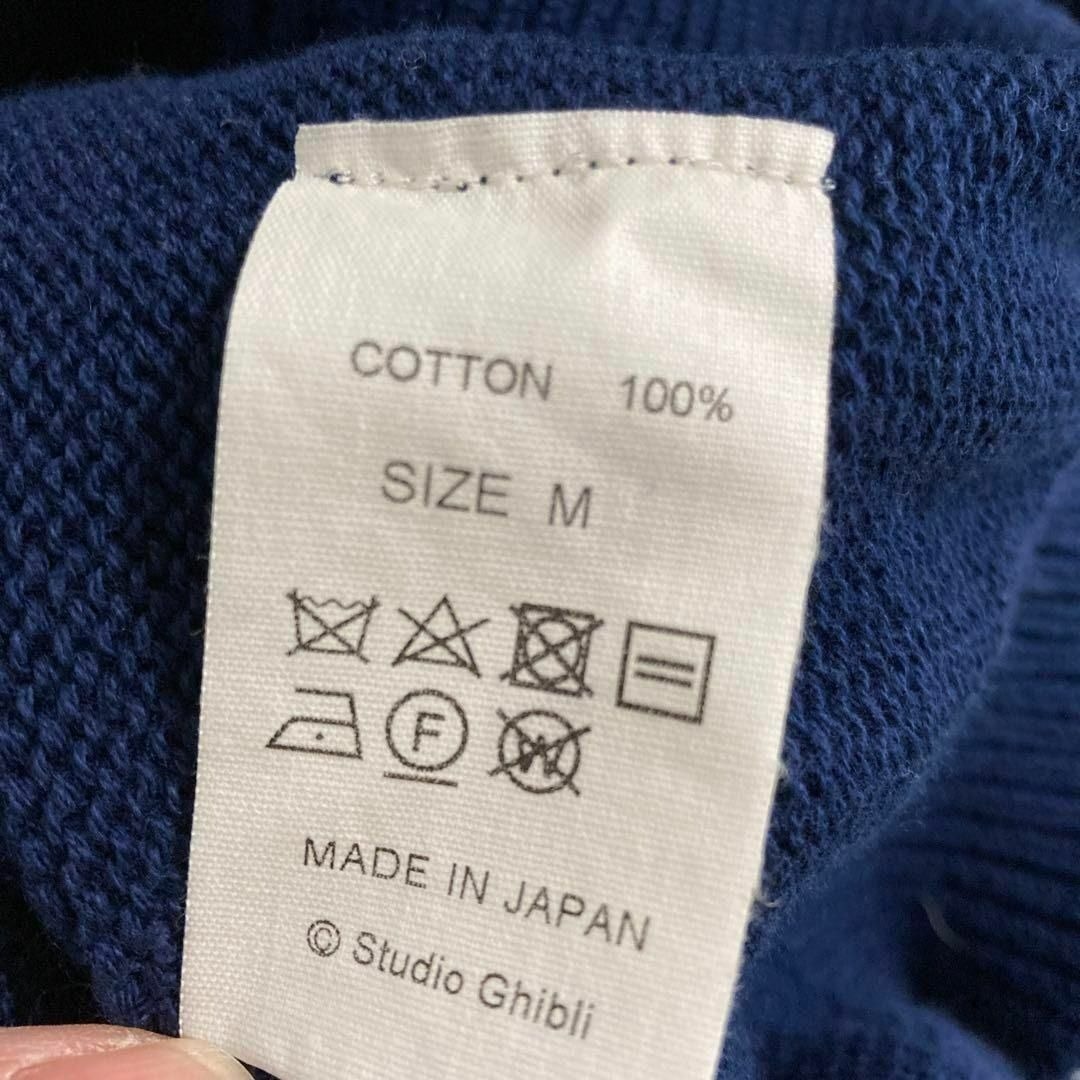 COTTON 100%
SIZE M
F W
MADE IN JAPAN
© Studio Ghibli